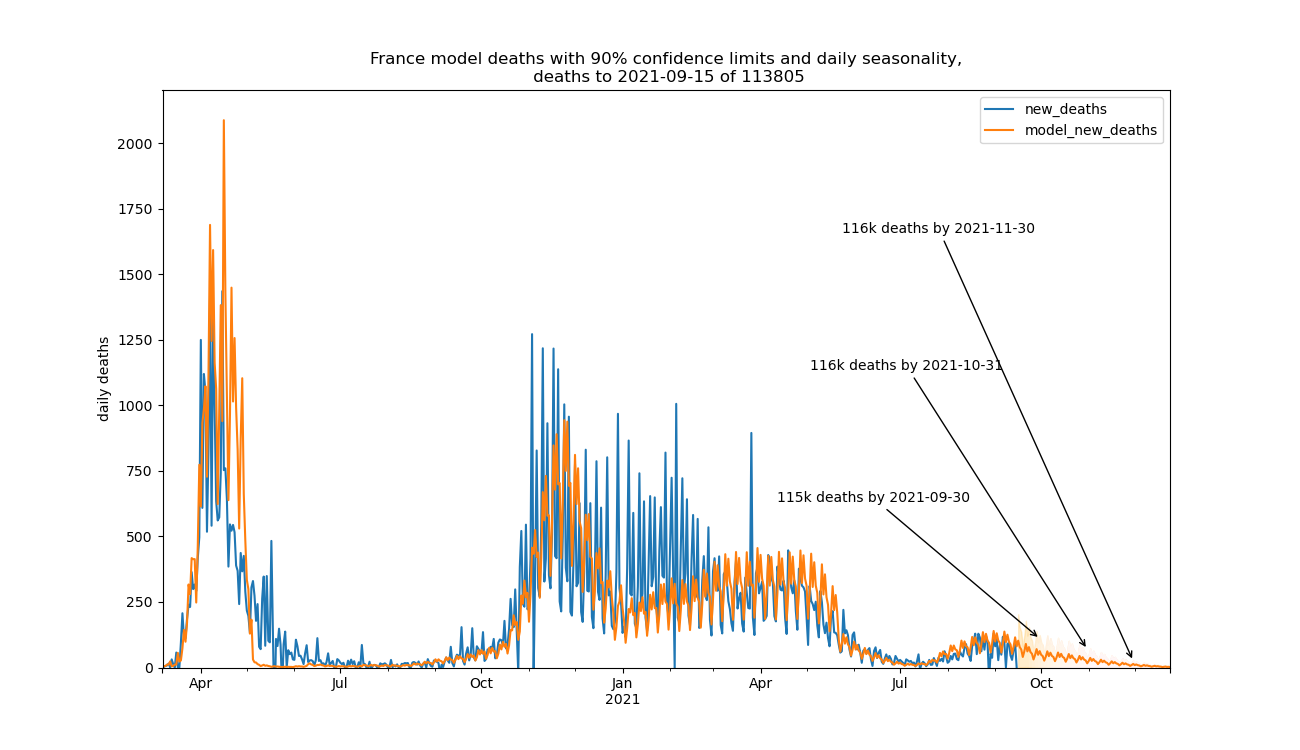 France model deaths with 90% confidence limits and daily seasonality,
deaths to 2021-09-15 of 113805
new_deaths
model_new_deaths
daily deaths
2000
1750
1500
1250
1000
750
500
250
0
116k deaths by 2021-11-30
116k deaths by 2021-10-31
115k deaths by 2021-09-30
Apr Jul Oct Jan Apr Jul Oct
2021